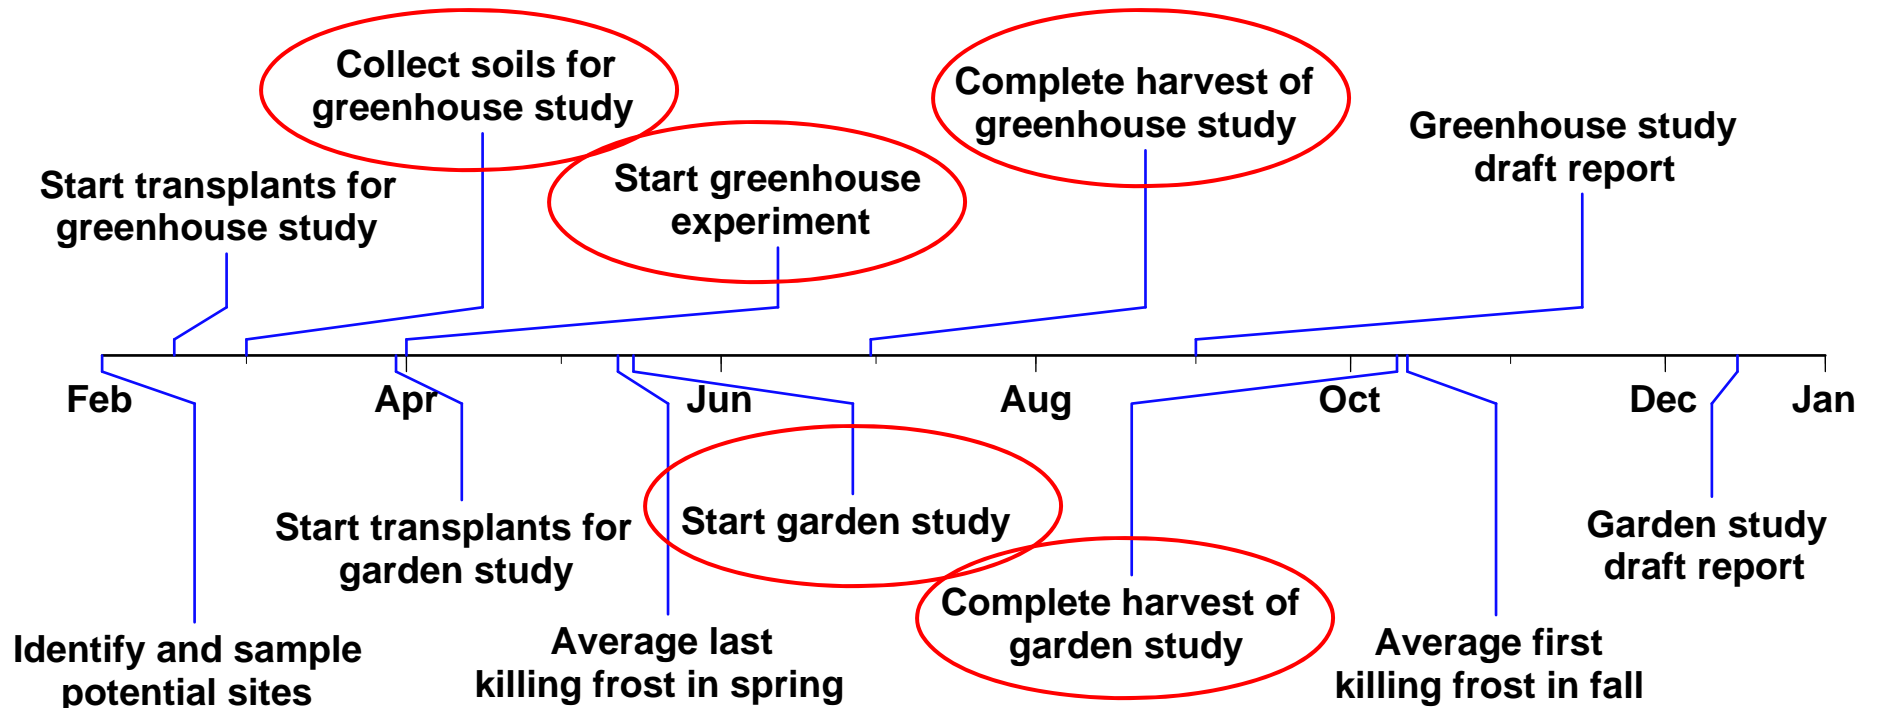 Collect soils for
greenhouse study
Complete harvest of
greenhouse study
Greenhouse study
draft report
Start transplants for
greenhouse study
Start greenhouse
experiment
Feb
Apr
Jun
Aug
Oct
Dec
Jan
Start transplants for
garden study
Start garden study
Garden study
draft report
Complete harvest of
garden study
Identify and sample
potential sites
Average last
killing frost in spring
Average first
killing frost in fall